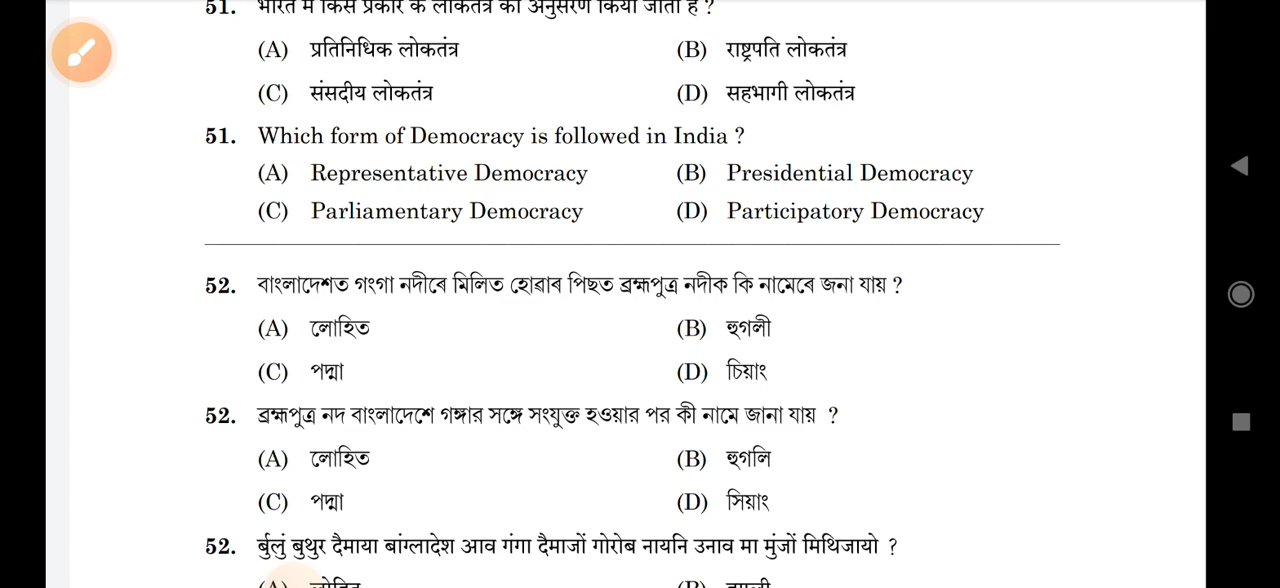 51. भारत में किस प्रकार के लोकतंत्र का अनुसरण किया जाता है ?
(A) प्रतिनिधिक लोकतंत्र (B) राष्ट्रपति लोकतंत्र
(C) संसदीय लोकतंत्र (D) सहभागी लोकतंत्र
51. Which form of Democracy is followed in India ?
(A) Representative Democracy (B) Presidential Democracy
(C) Parliamentary Democracy (D) Participatory Democracy
52. বাংলাদেশত গংগা নদীৰে মিলিত হোৱাৰ পিছত ব্ৰহ্মপুত্ৰ নদীক কি নামেৰে জনা যায় ?
(A) লোহিত (B) হুগলী
(C) পদ্মা (D) চিয়াং
52. ব্রহ্মপুত্র নদ বাংলাদেশে গঙ্গার সঙ্গে সংযুক্ত হওয়ার পর কী নামে জানা যায় ?
(A) লোহিত (B) হুগলি
(C) পদ্মা (D) সিয়াং
52. बुर्लुं बुथुर दैमाया बांग्लादेश आव गंगा दैमाजों गोरोब नायनि उनाव मा मुंजों मिथिजायो ?
(A) (B)